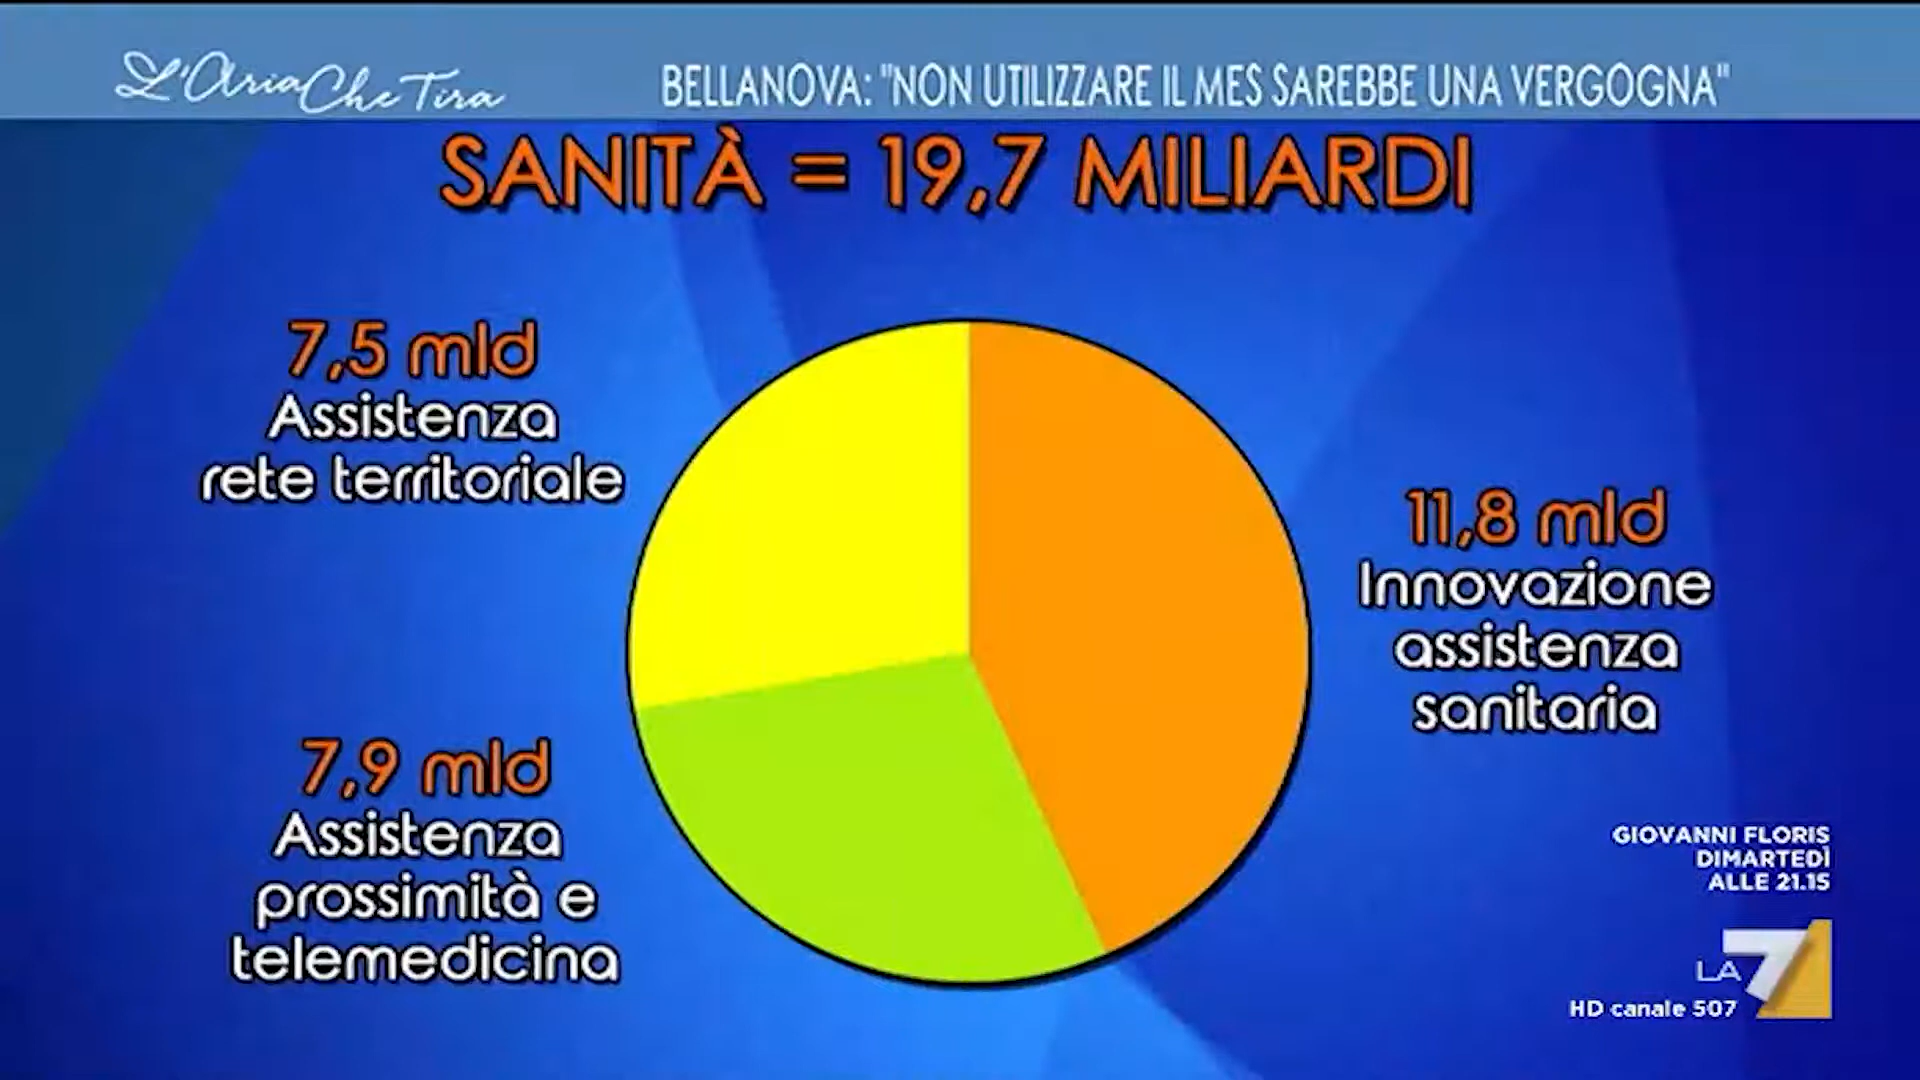 L'Aria Che Tira
BELLANOVA: "NON UTILIZZARE IL MES SAREBBE UNA VERGOGNA"
SANITÀ = 19,7 MILIARDI
7,5 mld
Assistenza
rete territoriale
11,8 mld
Innovazione
assistenza
sanitaria
7,9 mld
Assistenza
prossimità e
telemedicina
GIOVANNI FLORIS
DIMARTEDÌ
ALLE 21.15
LA7
HD canale 507